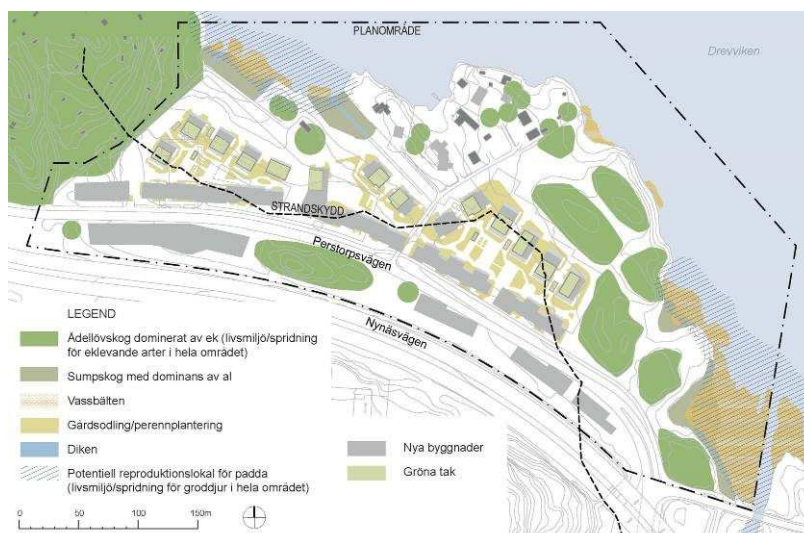 PLANOMRÅDE
Drevviken
STRANDSKYDD
Perstorpsvägen
Nynäsvägen
LEGEND
Ädellövskog dominerat av ek (livsmiljö/spridning
för eklevande arter i hela området)
Sumpskog med dominans av al
Vassbälten
Gårdsodling/perennplantering
Diken
Potentiell reproduktionslokal för padda
(livsmiljö/spridning för groddjur i hela området)
Nya byggnader
Gröna tak
0 50 100 150m